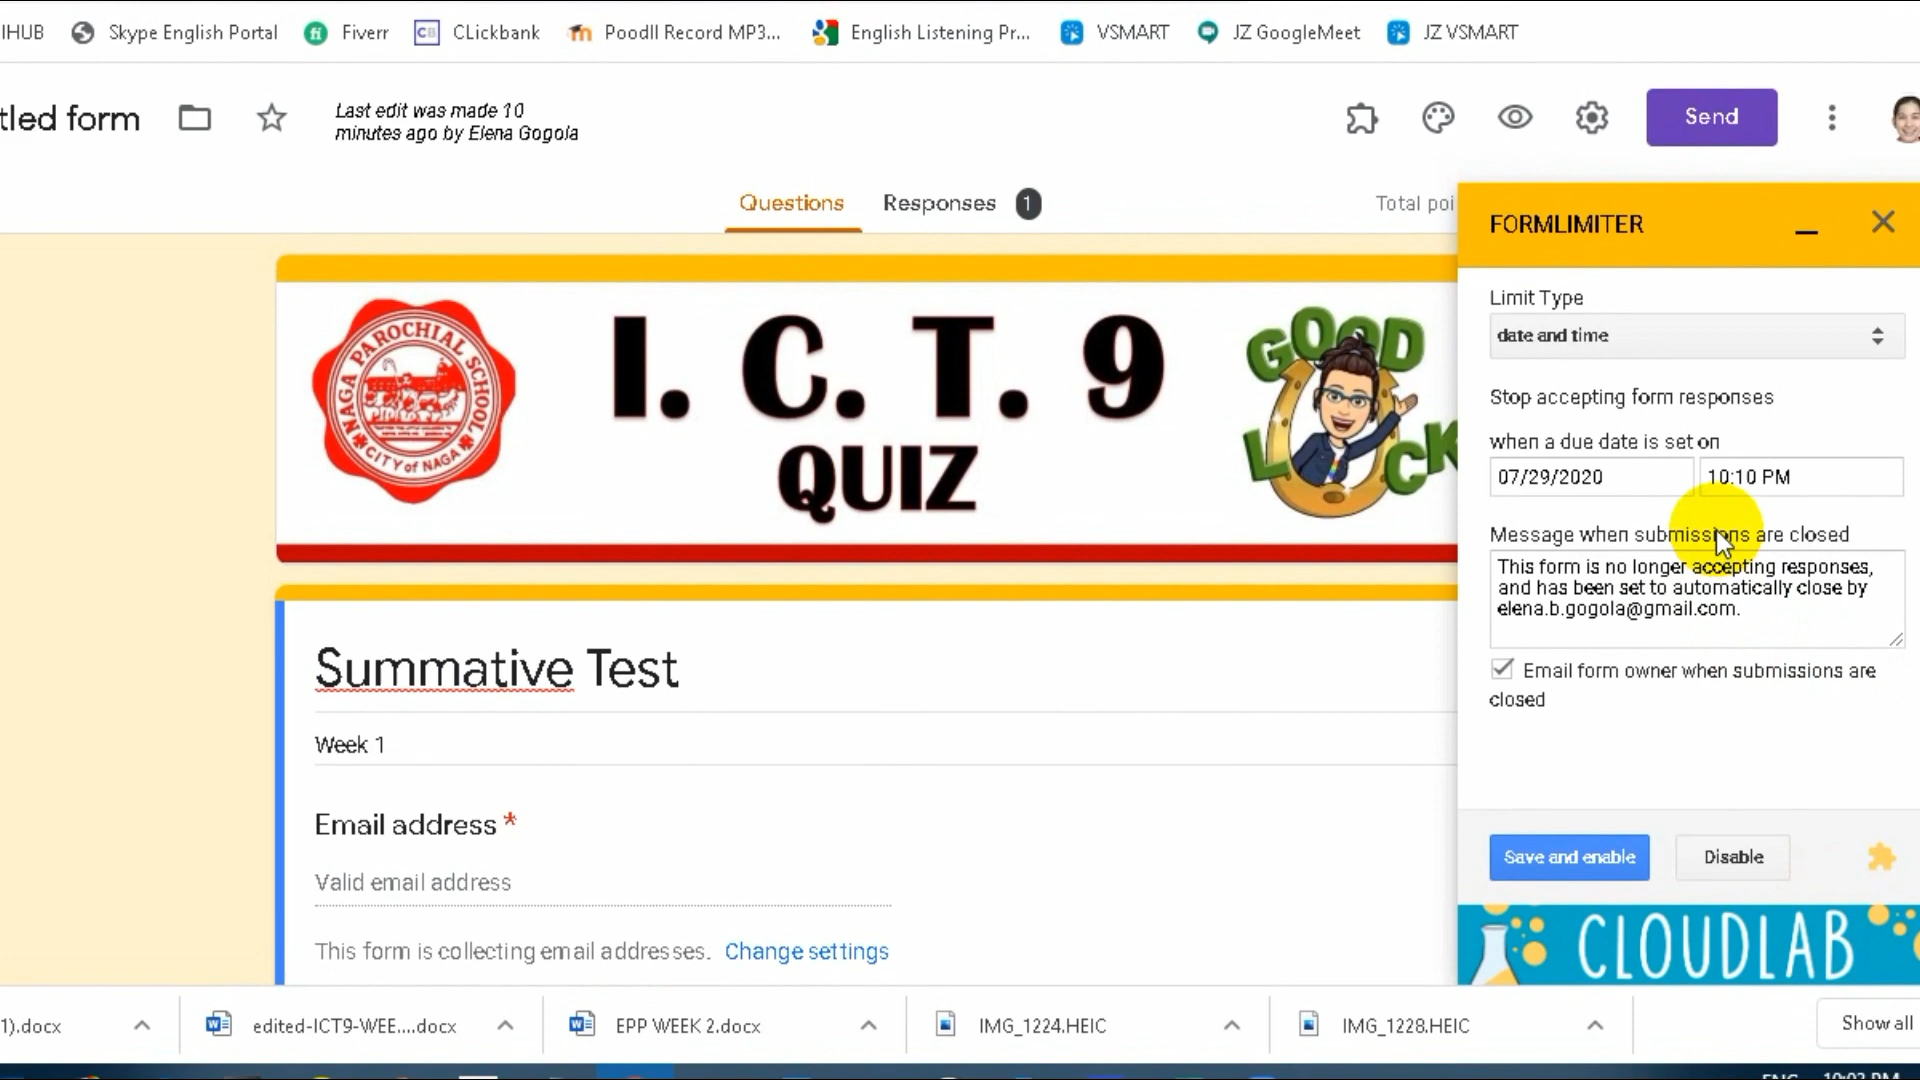 IHUB
Skype English Portal
Fiverr
CLickbank
Poodll Record MP3...
English Listening Pr...
VSMART
JZ GoogleMeet
JZ VSMART
tled form
Last edit was made 10
minutes ago by Elena Gogola
Send
Questions
Responses
1
Total poi
FORMLIMITER
Limit Type
date and time
Stop accepting form responses
when a due date is set on
07/29/2020
10:10 PM
Message when submissions are closed
This form is no longer accepting responses,
and has been set to automatically close by
elena.b.gogola@gmail.com.
Email form owner when submissions are
closed
Save and enable
Disable
CLOUDLAB
NAGA PAROCHIAL SCHOOL
CITY of NAGA
I. C. T. 9
QUIZ
GOOD
LUCK
Summative Test
Week 1
Email address *
Valid email address
This form is collecting email addresses. Change settings
1).docx
edited-ICT9-WEE....docx
EPP WEEK 2.docx
IMG_1224.HEIC
IMG_1228.HEIC
Show all
ENG
10:03 PM